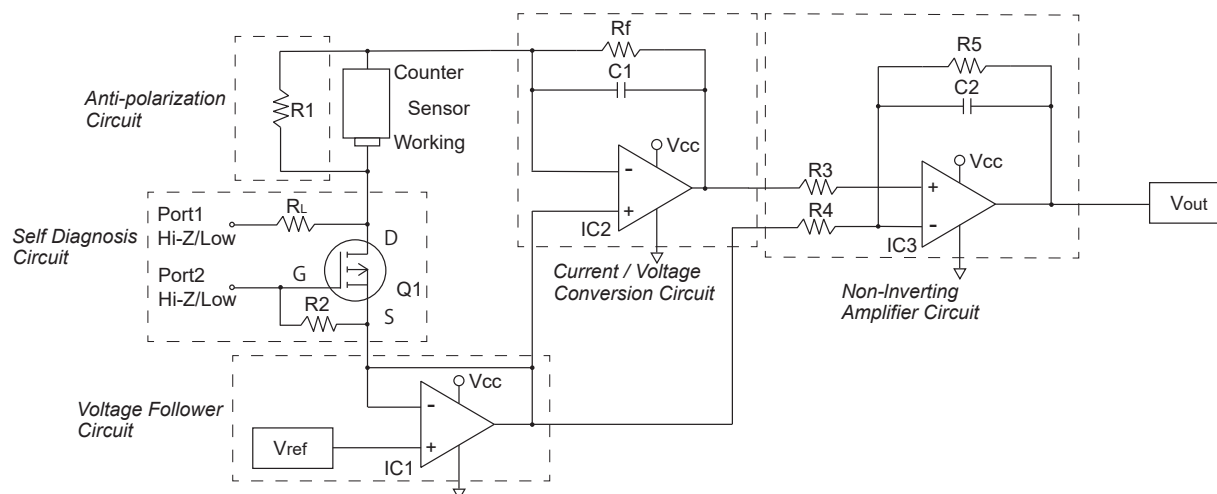 Anti-polarization
Circuit
R1
Counter
Sensor
Working
Rf
C1
Vcc
-
+
IC2
Current / Voltage
Conversion Circuit
R5
C2
Vcc
R3
R4
+
-
IC3
Non-Inverting
Amplifier Circuit
Vout
Self Diagnosis
Circuit
Port1
Hi-Z/Low
RL
D
Port2
Hi-Z/Low
G
Q1
R2
S
Voltage Follower
Circuit
Vref
Vcc
-
+
IC1